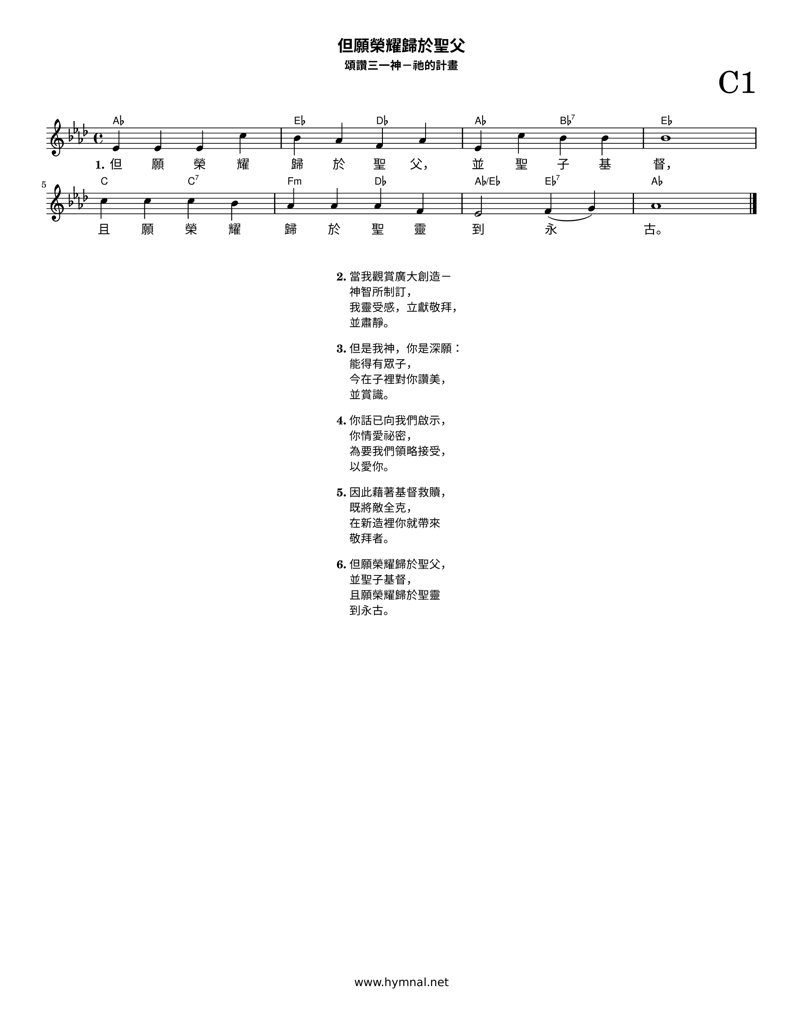 但願榮耀歸於聖父
頌讚三一神－祂的計畫
C1
A♭ E♭ D♭ A♭ B♭7 E♭
1. 但 願 榮 耀 歸 於 聖 父， 並 聖 子 基 督，
5
C C7 Fm D♭ A♭/E♭ E♭7 A♭
且 願 榮 耀 歸 於 聖 靈 到 永 古。
2. 當我觀賞廣大創造－
神智所制訂，
我靈受感，立獻敬拜，
並肅靜。
3. 但是我神，你是深願：
能得有眾子，
今在子裡對你讚美，
並賞識。
4. 你話已向我們啟示，
你情愛祕密，
為要我們領略接受，
以愛你。
5. 因此藉著基督救贖，
既將敵全克，
在新造裡你就帶來
敬拜者。
6. 但願榮耀歸於聖父，
並聖子基督，
且願榮耀歸於聖靈
到永古。
www.hymnal.net